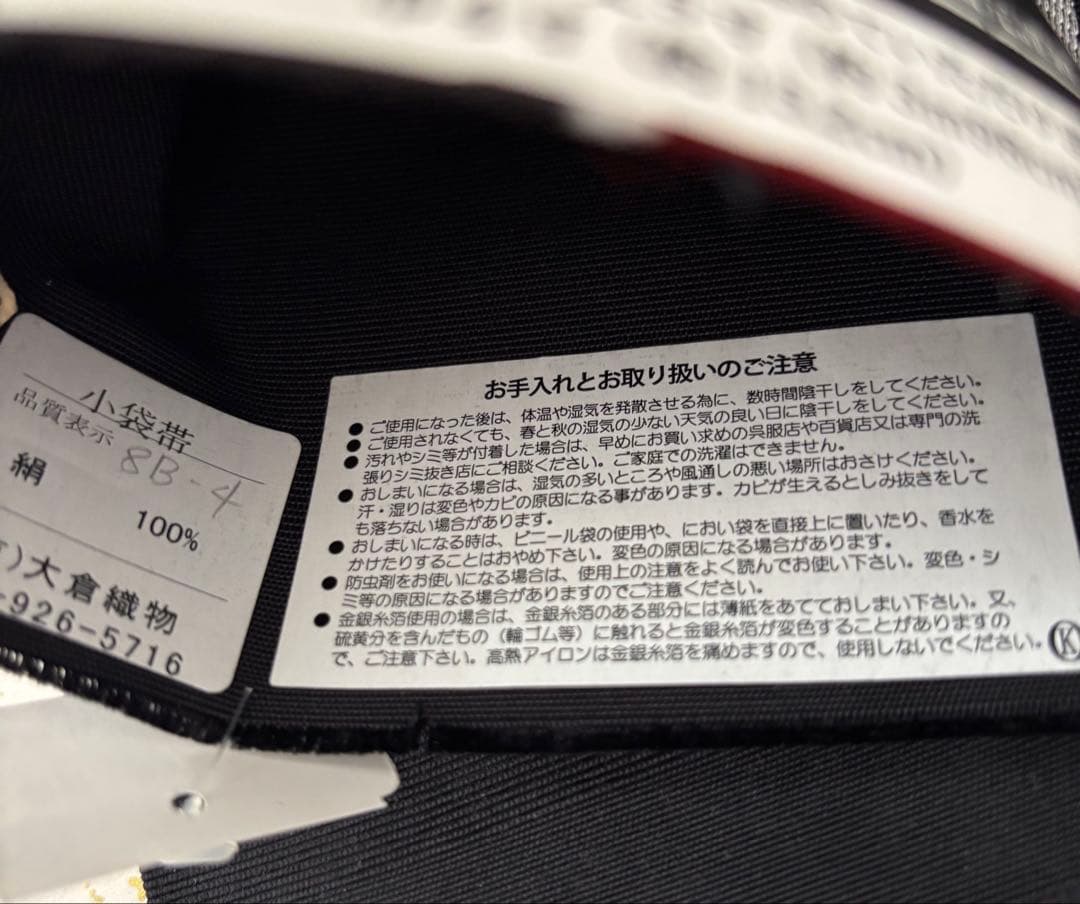 小袋帯
品質表示 8B-4
絹
100%
)大倉織物
-926-5716
お手入れとお取り扱いのご注意
●ご使用になった後は、体温や湿気を発散させる為に、数時間陰干しをしてください。
●ご使用されなくても、春と秋の湿気の少ない天気の良い日に陰干しをしてください。
●汚れやシミ等が付着した場合は、早めにお買い求めの呉服店や百貨店又は専門の洗
張りシミ抜き店にご相談ください。ご家庭での洗濯はできません。
●おしまいになる場合は、湿気の多いところや風通しの悪い場所はおさけください。
汗・湿りは変色やカビの原因になる事があります。カビが生えるとしみ抜きをして
も落ちない場合があります。
●おしまいになる時は、ビニール袋の使用や、におい袋を直接上に置いたり、香水を
かけたりすることはおやめ下さい。変色の原因になる場合があります。
●防虫剤をお使いになる場合は、使用上の注意をよく読んでお使い下さい。変色・シ
ミ等の原因になる場合がありますのでご注意ください。
●金銀糸箔使用の場合は、金銀糸箔のある部分には薄紙をあてておしまい下さい。又、
硫黄分を含んだもの（輪ゴム等）に触れると金銀糸箔が変色することがありますの
で、ご注意下さい。高熱アイロンは金銀糸箔を痛めますので、使用しないでください。
Ⓚ